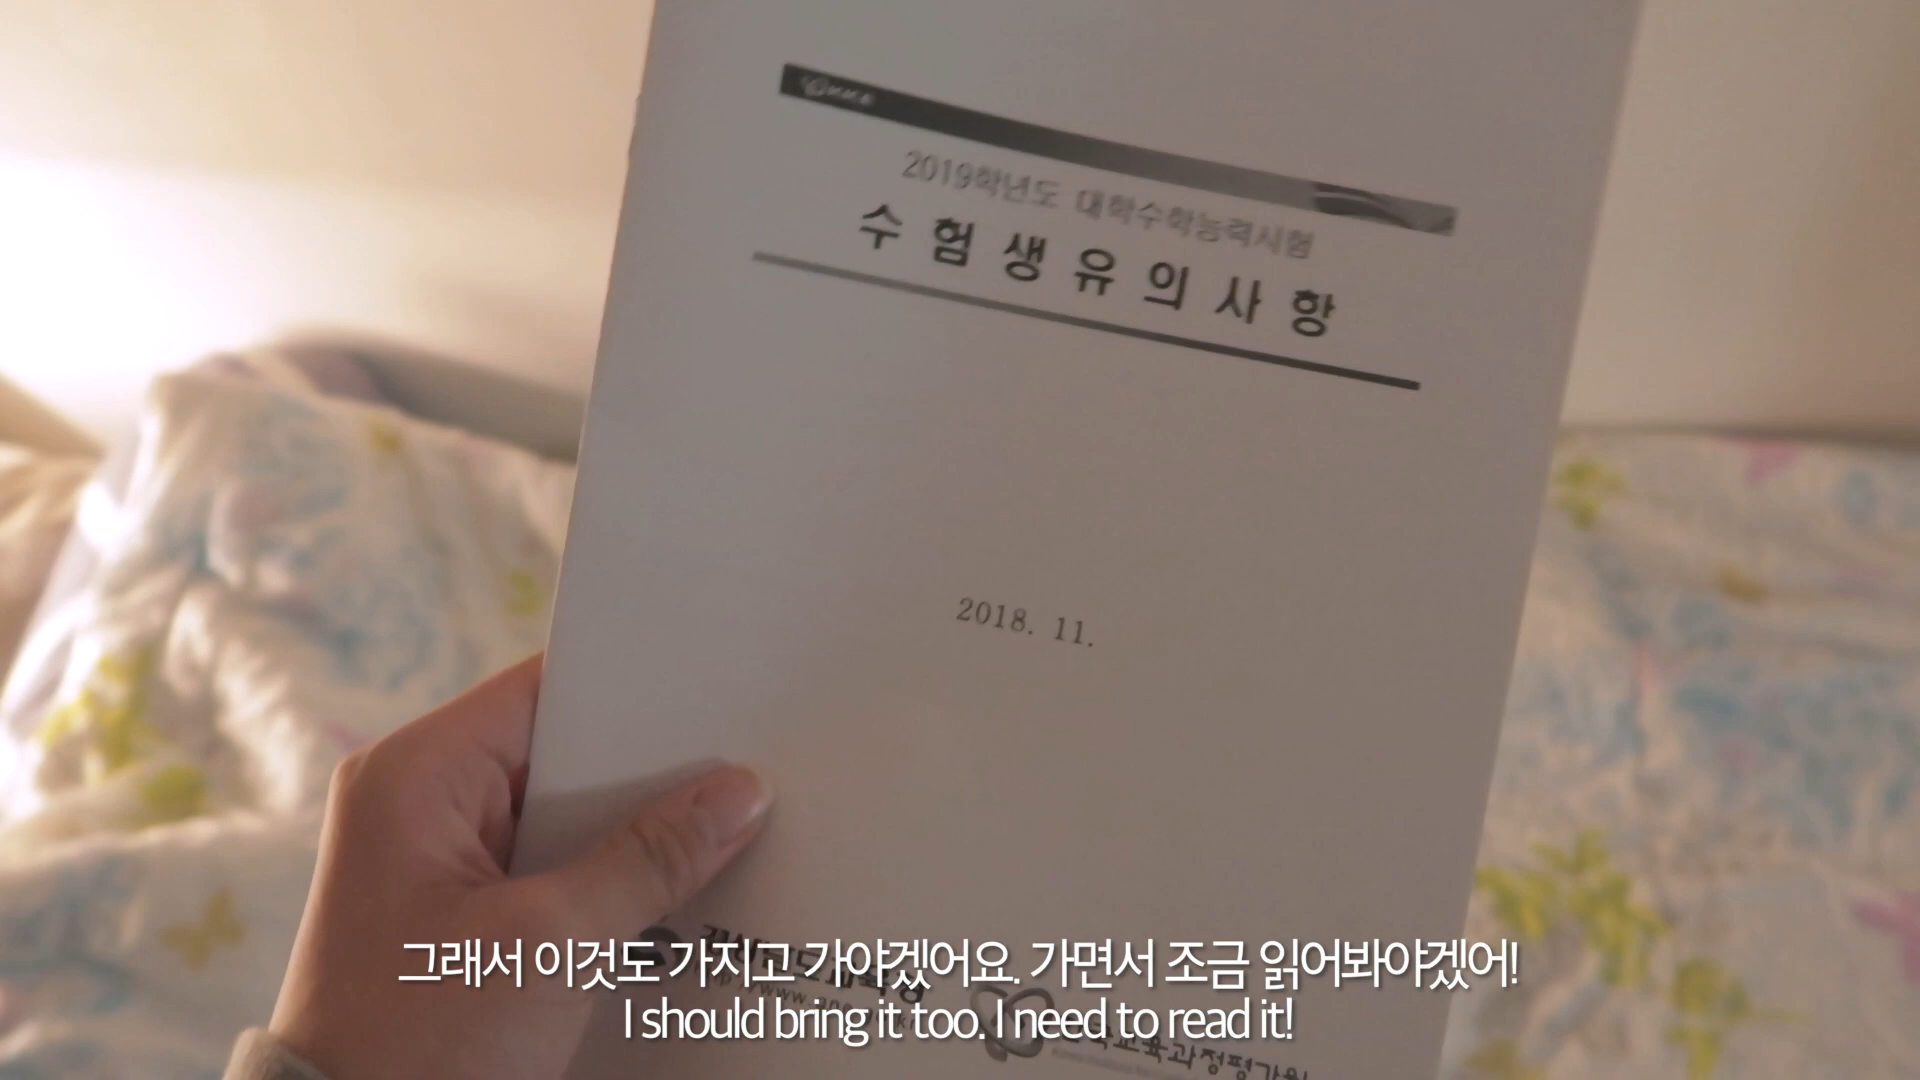 2019학년도 대학수학능력시험
수험생유의사항
2018. 11.
그래서 이것도 가지고 가야겠어요. 가면서 조금 읽어봐야겠어!
I should bring it too. I need to read it!